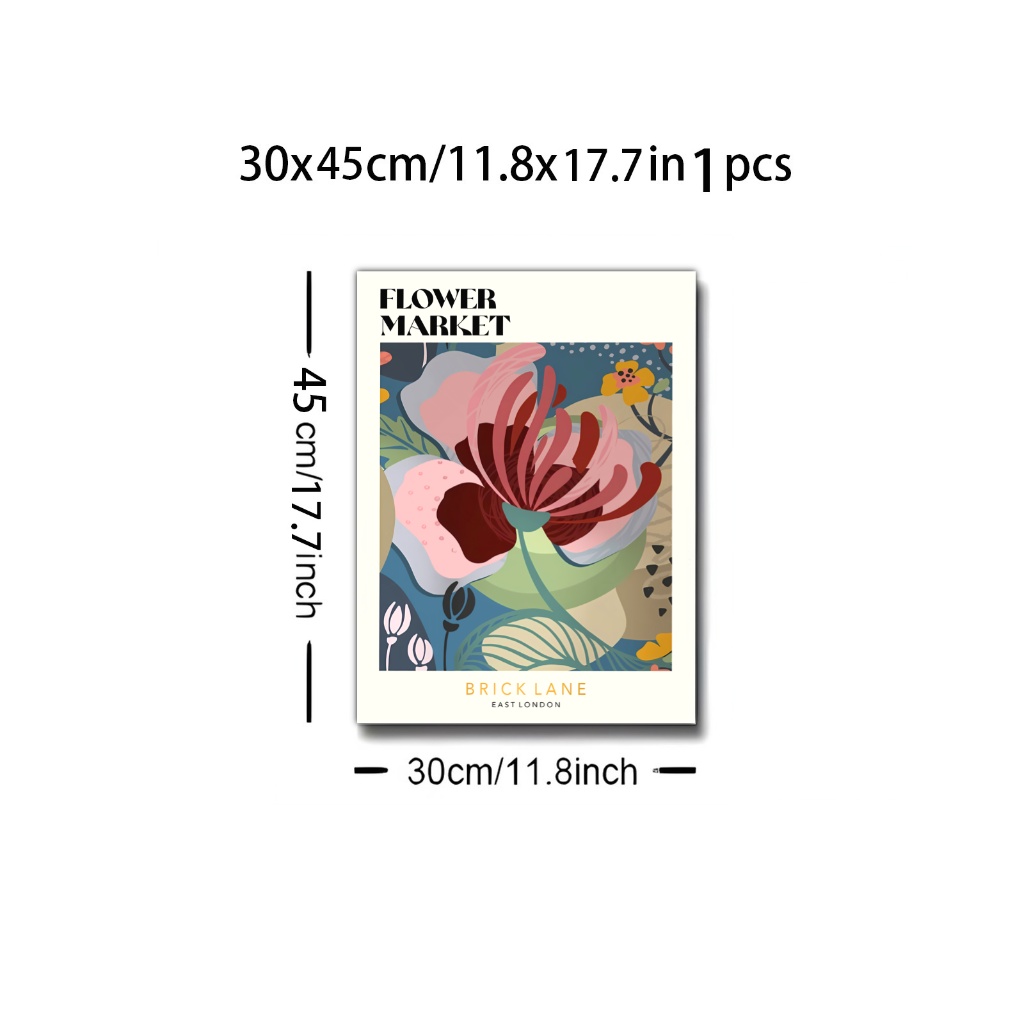 30x45cm/11.8x17.7in 1 pcs
FLOWER
MARKET
45 cm/17.7inch
BRICK LANE
EAST LONDON
30cm/11.8inch